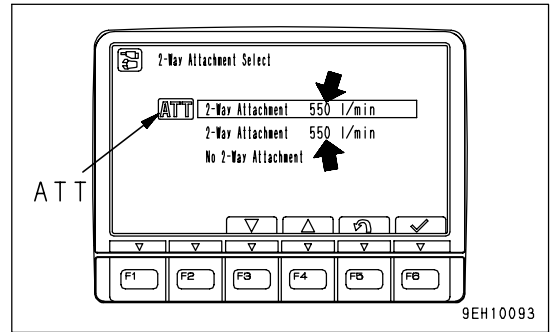 2-Way Attachment Select
ATT 2-Way Attachment 550 l/min
2-Way Attachment 550 l/min
No 2-Way Attachment
ATT
F1 F2 F3 F4 F5 F6
9EH10093